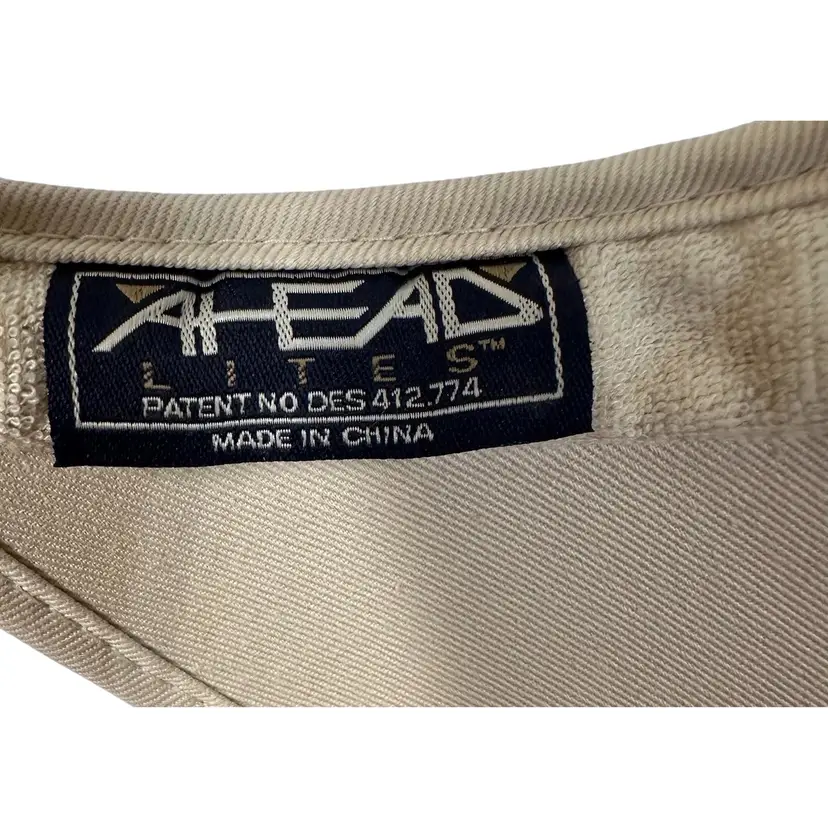 AHEAD
LITES™
PATENT NO DES 412.774
MADE IN CHINA